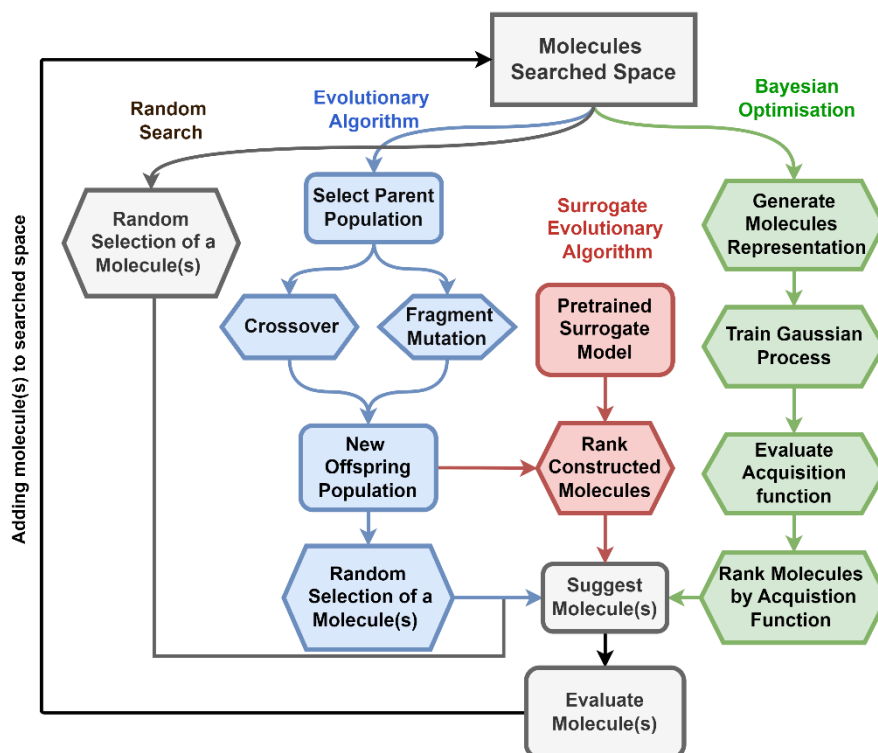 Molecules
Searched Space
Random
Search
Evolutionary
Algorithm
Bayesian
Optimisation
Random
Selection of a
Molecule(s)
Select Parent
Population
Surrogate
Evolutionary
Algorithm
Generate
Molecules
Representation
Crossover
Fragment
Mutation
Pretrained
Surrogate
Model
Train Gaussian
Process
New
Offspring
Population
Rank
Constructed
Molecules
Evaluate
Acquisition
function
Random
Selection of a
Molecule(s)
Suggest
Molecule(s)
Rank Molecules
by Acquistion
Function
Evaluate
Molecule(s)
Adding molecule(s) to searched space